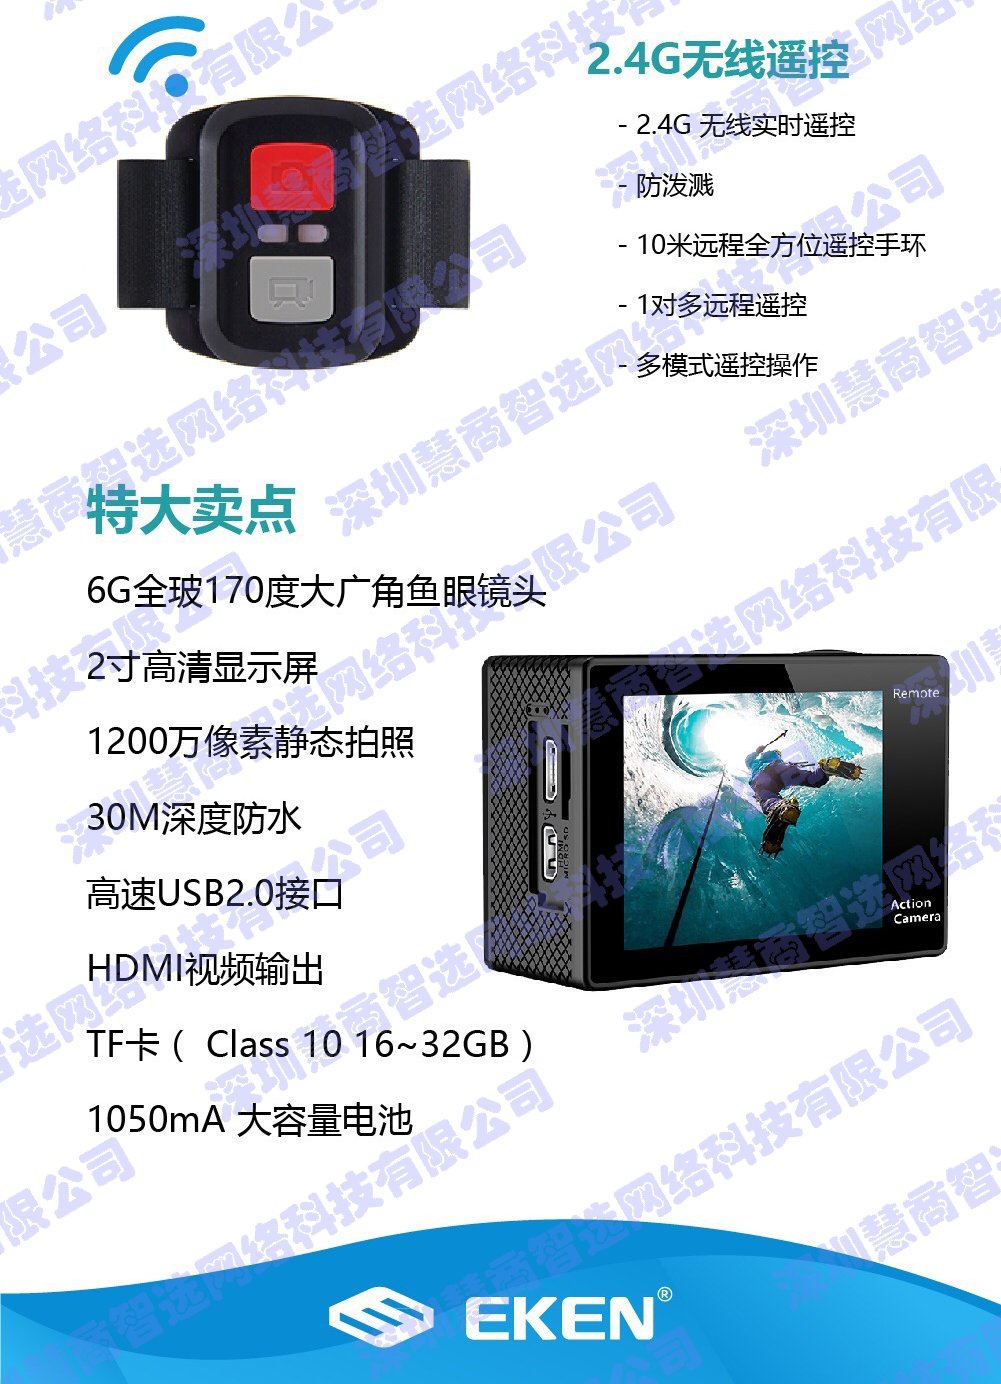 2.4G无线遥控
- 2.4G 无线实时遥控
- 防泼溅
- 10米远程全方位遥控手环
- 1对多远程遥控
- 多模式遥控操作
特大卖点
6G全玻170度大广角鱼眼镜头
2寸高清显示屏
1200万像素静态拍照
30M深度防水
高速USB2.0接口
HDMI视频输出
TF卡（ Class 10 16~32GB）
1050mA 大容量电池
Remote
HDMI
MICRO SD
Action
Camera
EKEN®
深圳慧商智选网络科技有限公司